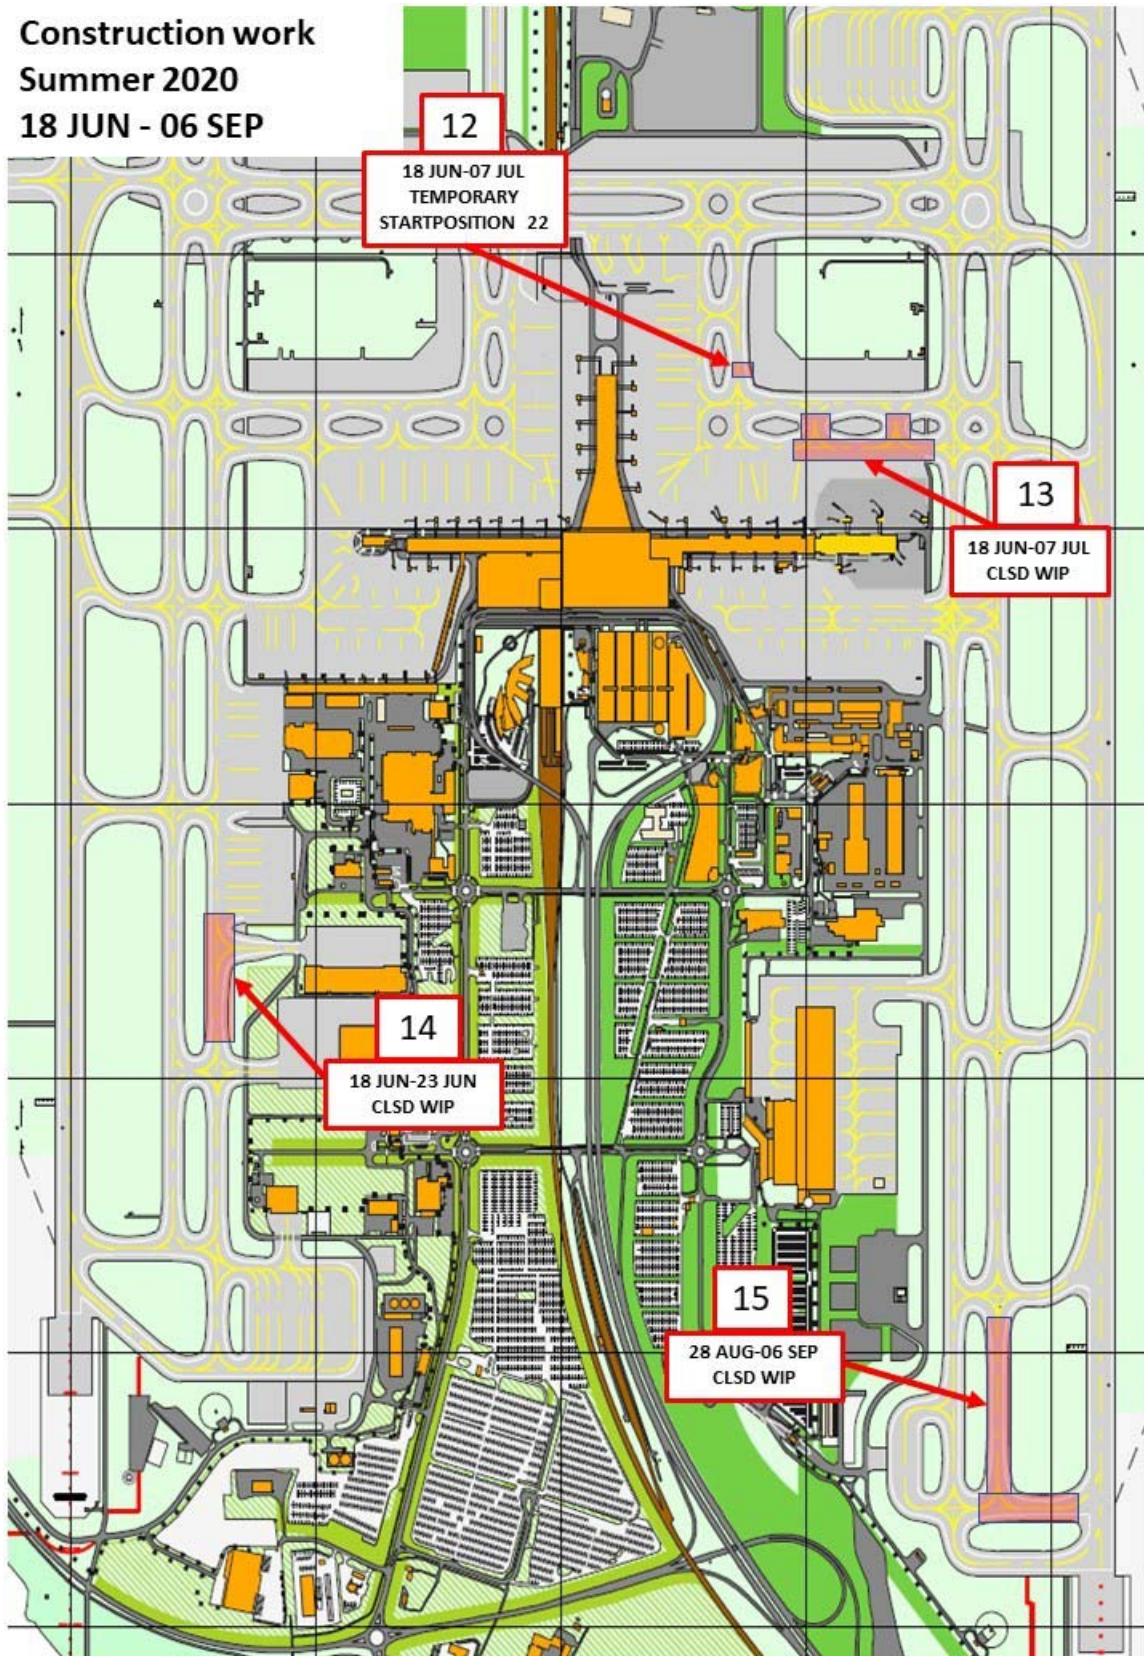 Construction work
Summer 2020
18 JUN - 06 SEP
12
18 JUN-07 JUL
TEMPORARY
STARTPOSITION 22
13
18 JUN-07 JUL
CLSD WIP
14
18 JUN-23 JUN
CLSD WIP
15
28 AUG-06 SEP
CLSD WIP